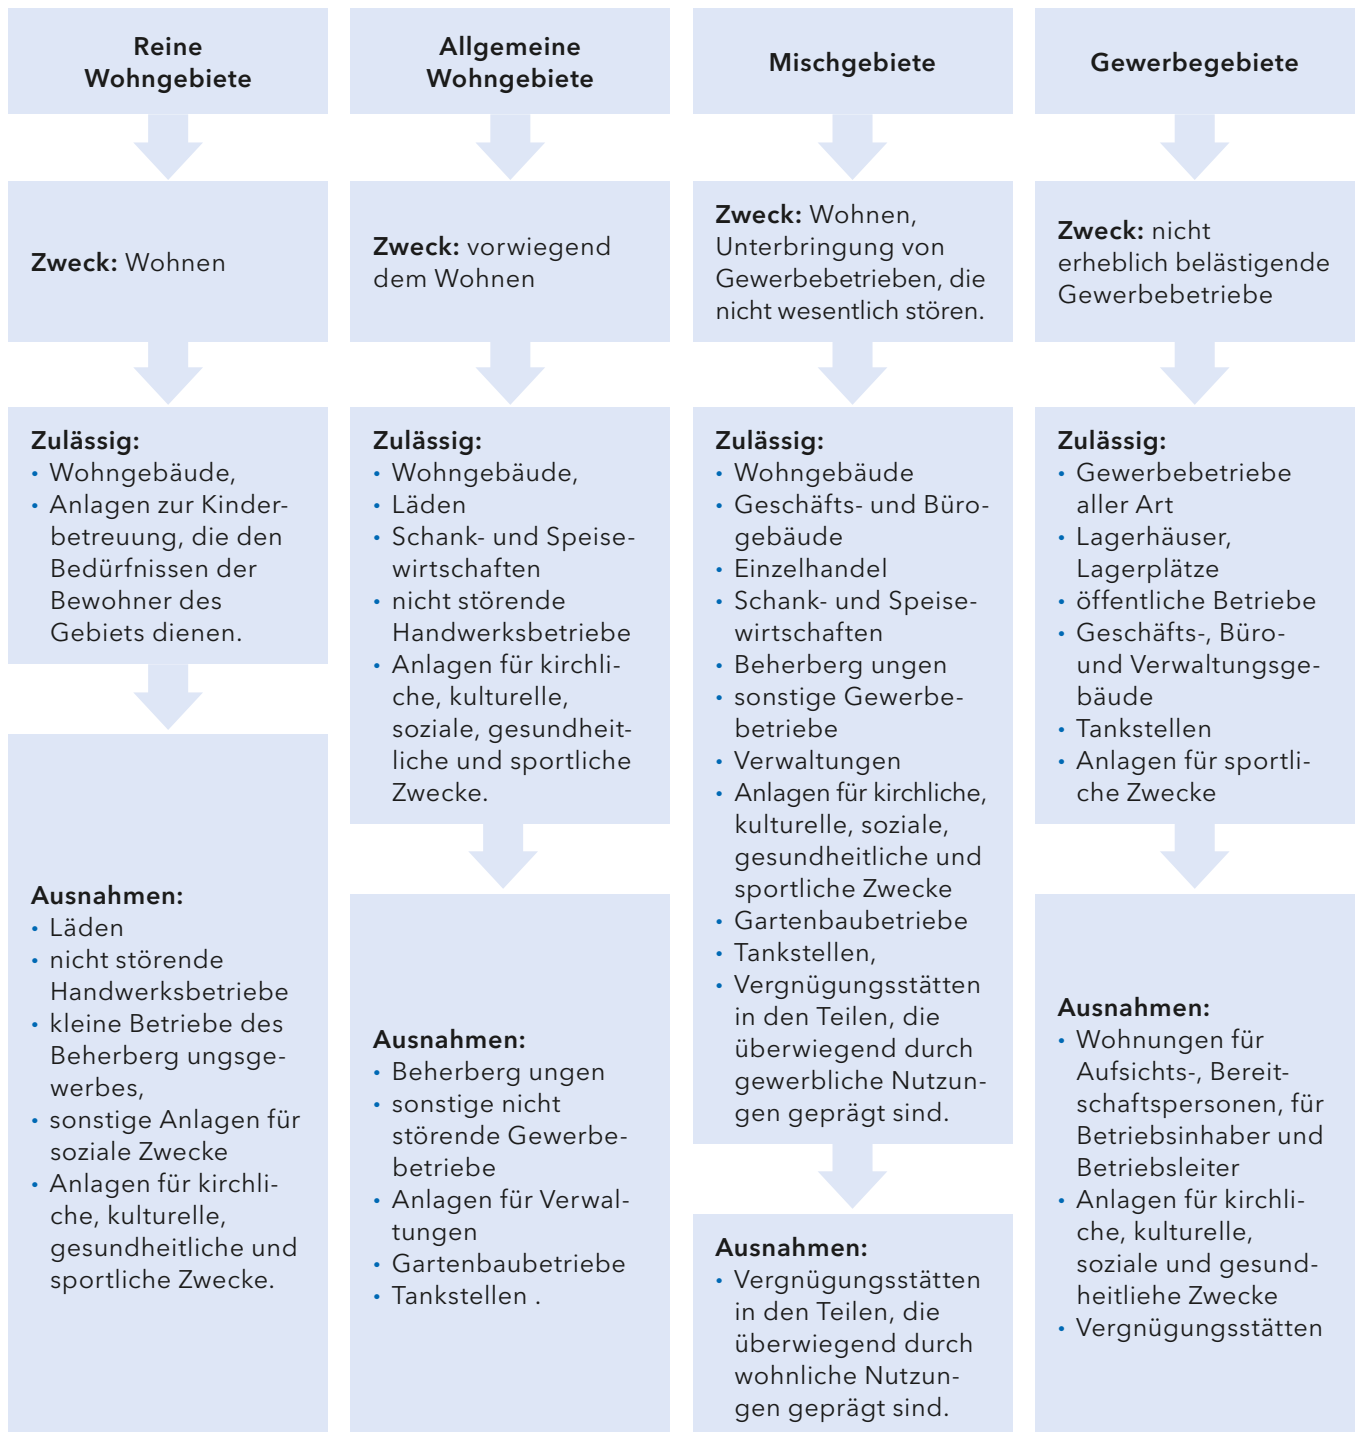 Reine
Wohngebiete
Zweck: Wohnen
Zulässig:
• Wohngebäude,
• Anlagen zur Kinder-
betreuung, die den
Bedürfnissen der
Bewohner des
Gebiets dienen.
Ausnahmen:
• Läden
• nicht störende
Handwerksbetriebe
• kleine Betriebe des
Beherberg ungsge-
werbes,
• sonstige Anlagen für
soziale Zwecke
• Anlagen für kirchli-
che, kulturelle,
gesundheitliche und
sportliche Zwecke.
Allgemeine
Wohngebiete
Zweck: vorwiegend
dem Wohnen
Zulässig:
• Wohngebäude,
• Läden
• Schank- und Speise-
wirtschaften
• nicht störende
Handwerksbetriebe
• Anlagen für kirchli-
che, kulturelle,
soziale, gesundheit-
liche und sportliche
Zwecke.
Ausnahmen:
• Beherberg ungen
• sonstige nicht
störende Gewerbe-
betriebe
• Anlagen für Verwal-
tungen
• Gartenbaubetriebe
• Tankstellen .
Mischgebiete
Zweck: Wohnen,
Unterbringung von
Gewerbebetrieben, die
nicht wesentlich stören.
Zulässig:
• Wohngebäude
• Geschäfts- und Büro-
gebäude
• Einzelhandel
• Schank- und Speise-
wirtschaften
• Beherberg ungen
• sonstige Gewerbe-
betriebe
• Verwaltungen
• Anlagen für kirchliche,
kulturelle, soziale,
gesundheitliche und
sportliche Zwecke
• Gartenbaubetriebe
• Tankstellen,
• Vergnügungsstätten
in den Teilen, die
überwiegend durch
gewerbliche Nutzun-
gen geprägt sind.
Ausnahmen:
• Vergnügungsstätten
in den Teilen, die
überwiegend durch
wohnliche Nutzun-
gen geprägt sind.
Gewerbegebiete
Zweck: nicht
erheblich belästigende
Gewerbebetriebe
Zulässig:
• Gewerbebetriebe
aller Art
• Lagerhäuser,
Lagerplätze
• öffentliche Betriebe
• Geschäfts-, Büro-
und Verwaltungsge-
bäude
• Tankstellen
• Anlagen für sportli-
che Zwecke
Ausnahmen:
• Wohnungen für
Aufsichts-, Bereit-
schaftspersonen, für
Betriebsinhaber und
Betriebsleiter
• Anlagen für kirchli-
che, kulturelle,
soziale und gesund-
heitliehe Zwecke
• Vergnügungsstätten